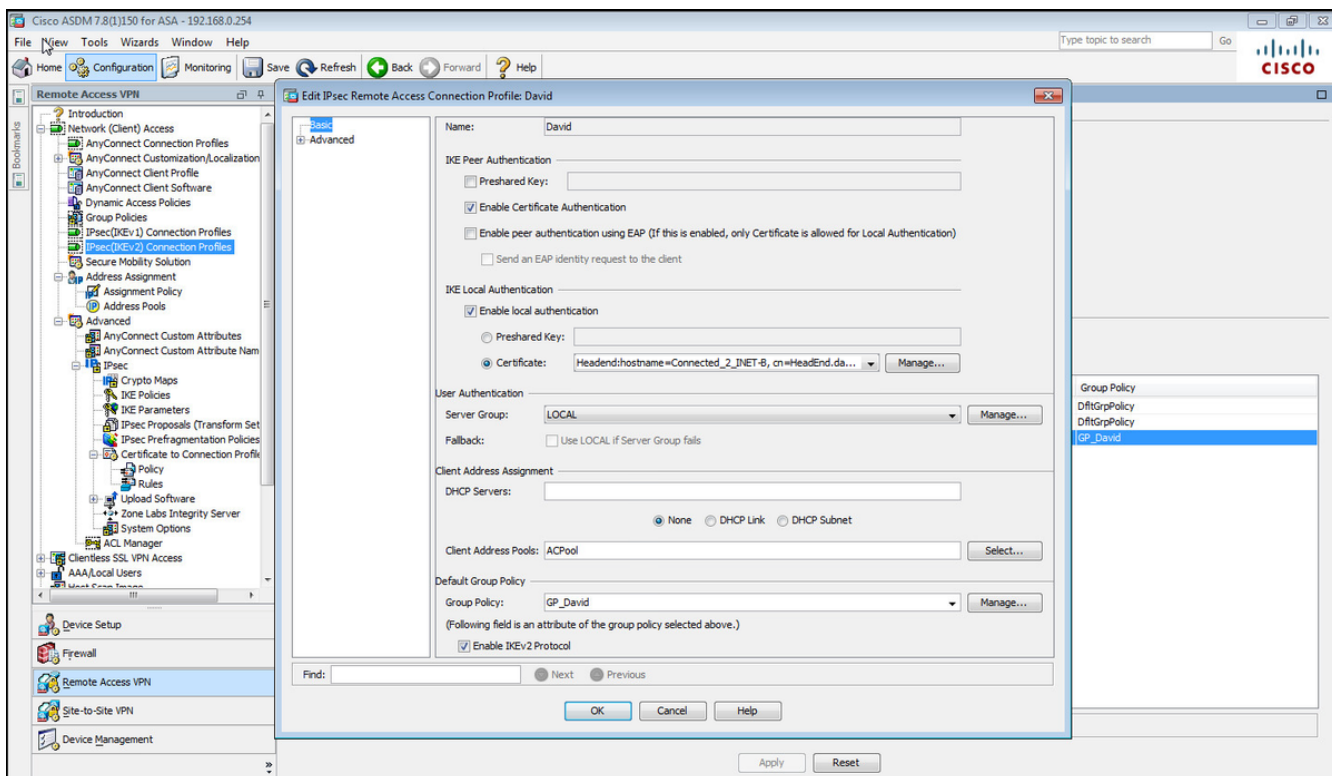 Cisco ASDM 7.8(1)150 for ASA - 192.168.0.254
File View Tools Wizards Window Help
Type topic to search
Go
Home Configuration Monitoring Save Refresh Back Forward Help
CISCO
Bookmarks
Remote Access VPN
Introduction
Network (Client) Access
AnyConnect Connection Profiles
AnyConnect Customization/Localization
AnyConnect Client Profile
AnyConnect Client Software
Dynamic Access Policies
Group Policies
IPsec(IKEv1) Connection Profiles
IPsec(IKEv2) Connection Profiles
Secure Mobility Solution
Address Assignment
Assignment Policy
Address Pools
Advanced
AnyConnect Custom Attributes
AnyConnect Custom Attribute Nam
IPsec
Crypto Maps
IKE Policies
IKE Parameters
IPsec Proposals (Transform Set
IPsec Prefragmentation Policies
Certificate to Connection Profile
Policy
Rules
Upload Software
Zone Labs Integrity Server
System Options
ACL Manager
Clientless SSL VPN Access
AAA/Local Users
Host Scan Image
Device Setup
Firewall
Remote Access VPN
Site-to-Site VPN
Device Management
Edit IPsec Remote Access Connection Profile: David
Basic
Advanced
Name: David
IKE Peer Authentication
Preshared Key:
Enable Certificate Authentication
Enable peer authentication using EAP (If this is enabled, only Certificate is allowed for Local Authentication)
Send an EAP identity request to the client
IKE Local Authentication
Enable local authentication
Preshared Key:
Certificate: Headend:hostname=Connected_2_INET-B, cn=HeadEnd.da... Manage...
User Authentication
Server Group: LOCAL Manage...
Fallback: Use LOCAL if Server Group fails
Client Address Assignment
DHCP Servers:
None DHCP Link DHCP Subnet
Client Address Pools: ACPool Select...
Default Group Policy
Group Policy: GP_David Manage...
(Following field is an attribute of the group policy selected above.)
Enable IKEv2 Protocol
Find: Next Previous
OK Cancel Help
Group Policy
DfltGrpPolicy
DfltGrpPolicy
GP_David
Apply Reset